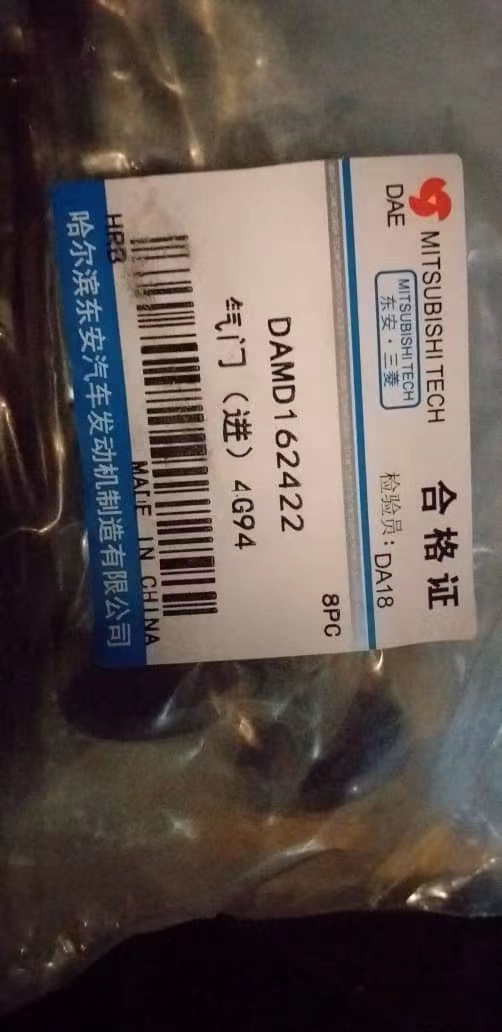 DAE
MITSUBISHI TECH
MITSUBISHI TECH
东安·三菱
合格证
检验员：DA18
8PC
DAMD162422
气门（进）4G94
HRB
MADE IN CHINA
哈尔滨东安汽车发动机制造有限公司